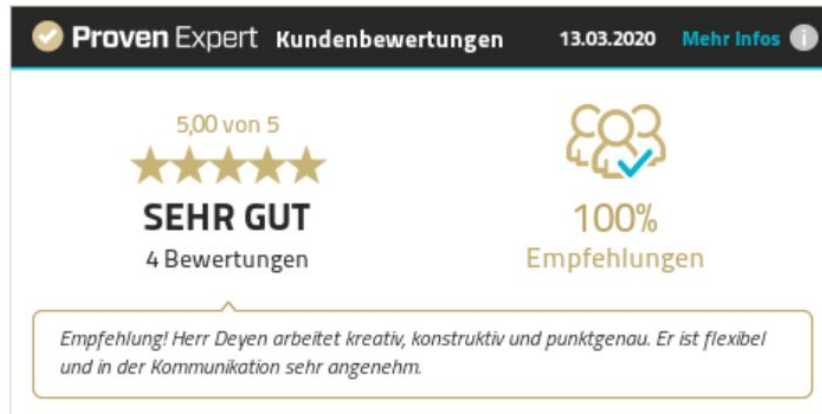 Proven Expert Kundenbewertungen 13.03.2020 Mehr Infos i
5,00 von 5
SEHR GUT
4 Bewertungen
100%
Empfehlungen
Empfehlung! Herr Deyen arbeitet kreativ, konstruktiv und punktgenau. Er ist flexibel
und in der Kommunikation sehr angenehm.